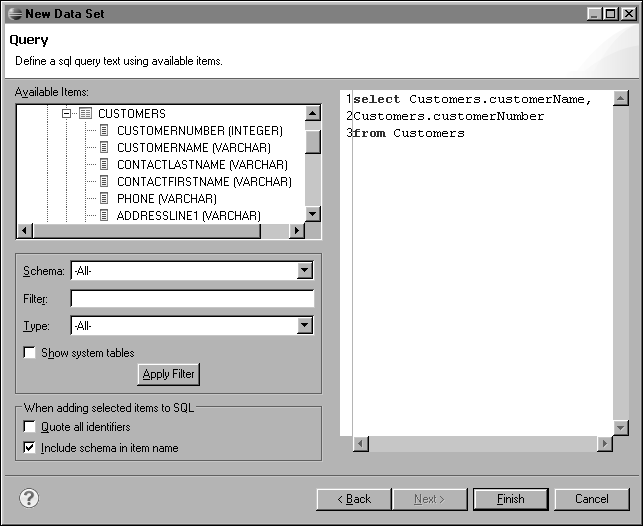 New Data Set
Query
Define a sql query text using available items.
Available Items:
CUSTOMERS
CUSTOMERNUMBER (INTEGER)
CUSTOMERNAME (VARCHAR)
CONTACTLASTNAME (VARCHAR)
CONTACTFIRSTNAME (VARCHAR)
PHONE (VARCHAR)
ADDRESSLINE1 (VARCHAR)
Schema: -All-
Filter:
Type: -All-
Show system tables
Apply Filter
When adding selected items to SQL
Quote all identifiers
Include schema in item name
1select Customers.customerName,
2Customers.customerNumber
3from Customers
? < Back Next > Finish Cancel